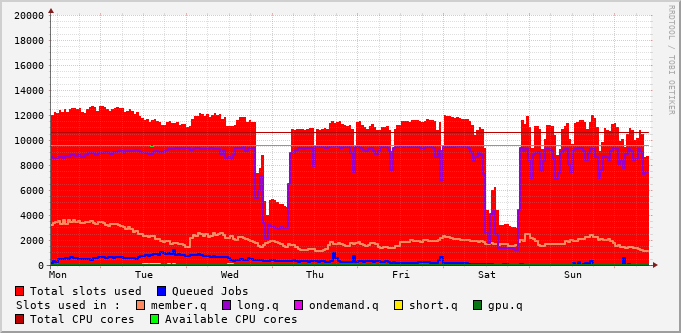 20000
18000
16000
14000
12000
10000
8000
6000
4000
2000
0
Mon Tue Wed Thu Fri Sat Sun
RRDTOOL / TOBI OETIKER
Total slots used Queued Jobs
Slots used in : member.q long.q ondemand.q short.q gpu.q
Total CPU cores Available CPU cores